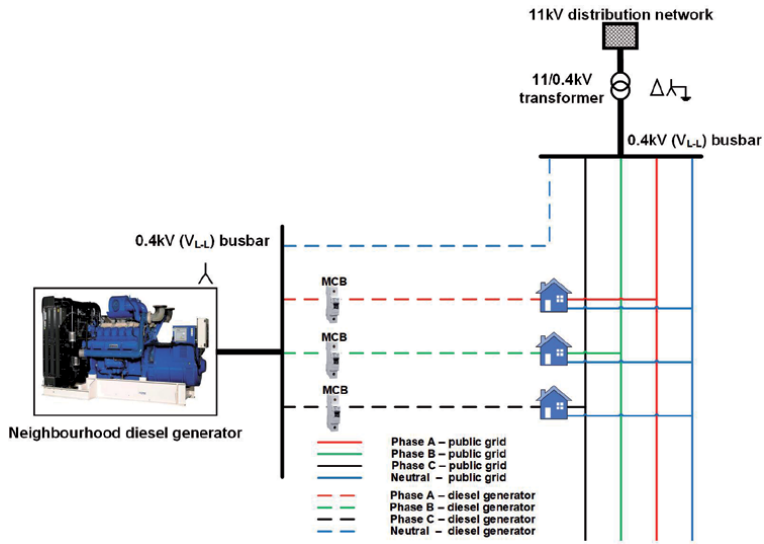 11kV distribution network
11/0.4kV
transformer
0.4kV (VL-L) busbar
0.4kV (VL-L) busbar
MCB
MCB
MCB
Neighbourhood diesel generator
Phase A – public grid
Phase B – public grid
Phase C – public grid
Neutral – public grid
Phase A – diesel generator
Phase B – diesel generator
Phase C – diesel generator
Neutral – diesel generator